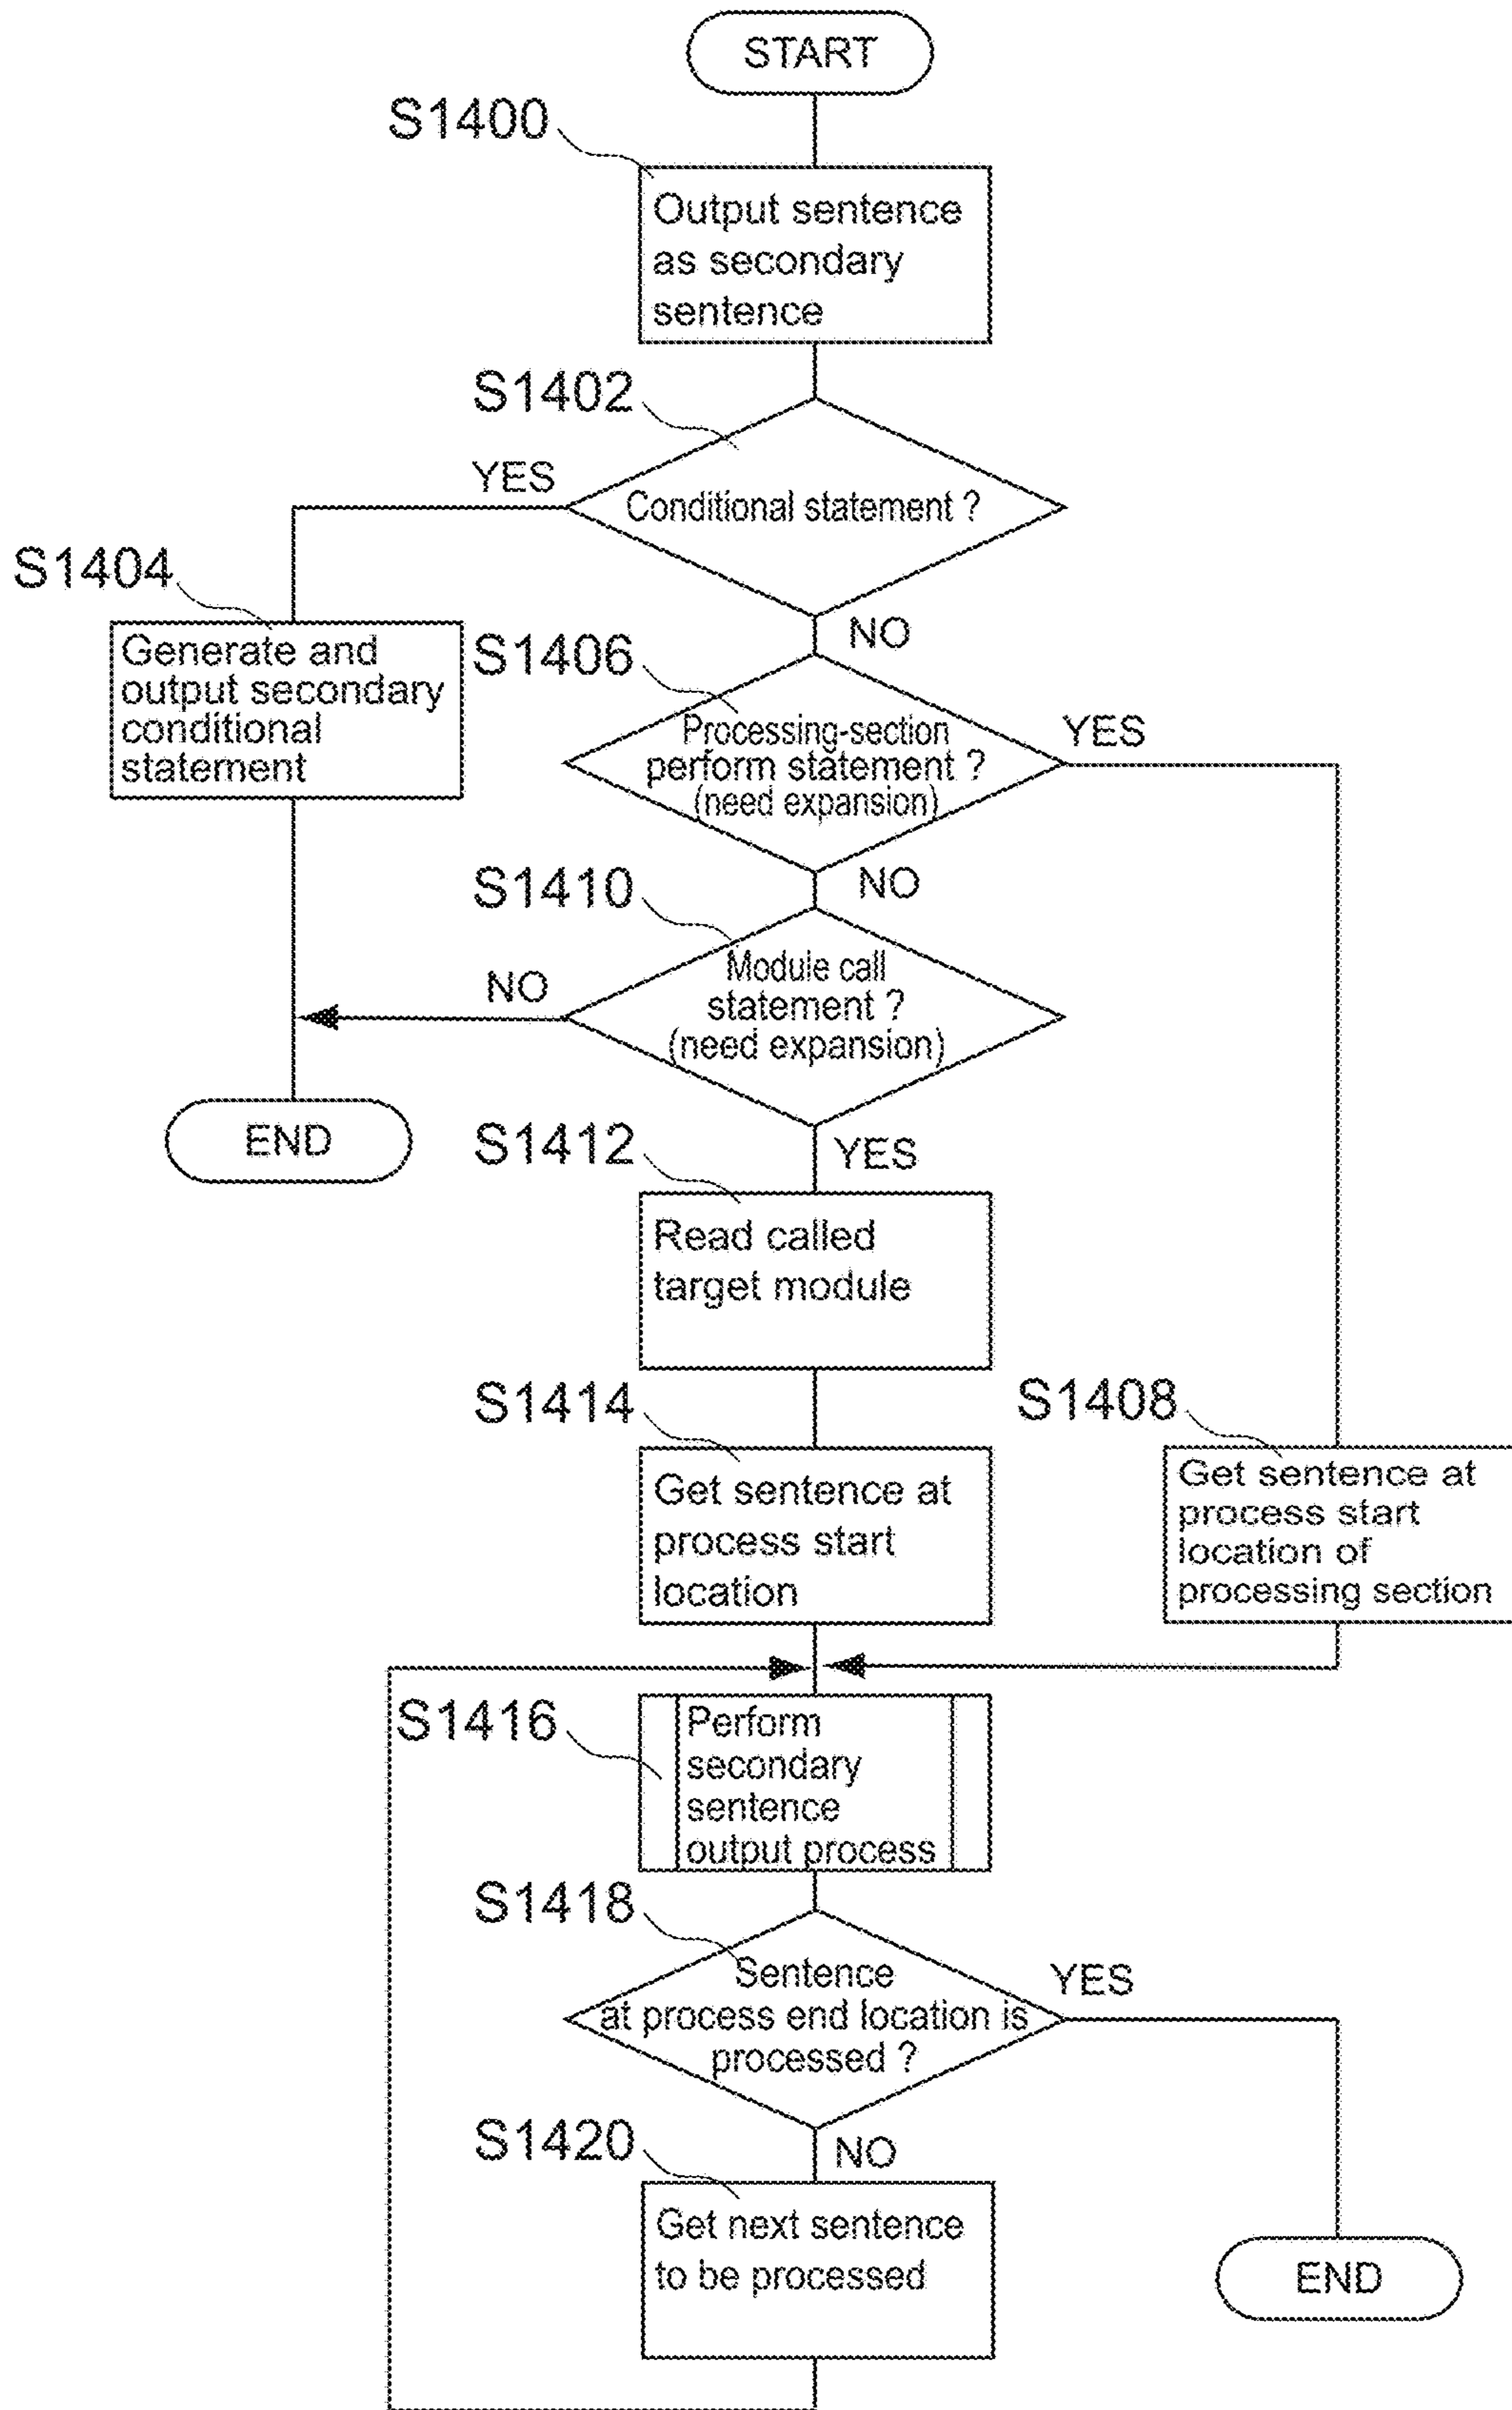 START
S1400
Output sentence
as secondary
sentence
S1402
YES
Conditional statement ?
S1404
NO
Generate and
output secondary
conditional
statement
S1406
Processing-section
perform statement ?
(need expansion)
YES
NO
S1410
Module call
statement ?
(need expansion)
NO
END
S1412
YES
Read called
target module
S1414
Get sentence at
process start
location
S1408
Get sentence at
process start
location of
processing section
S1416
Perform
secondary
sentence
output process
S1418
Sentence
at process end location is
processed ?
YES
S1420
NO
Get next sentence
to be processed
END